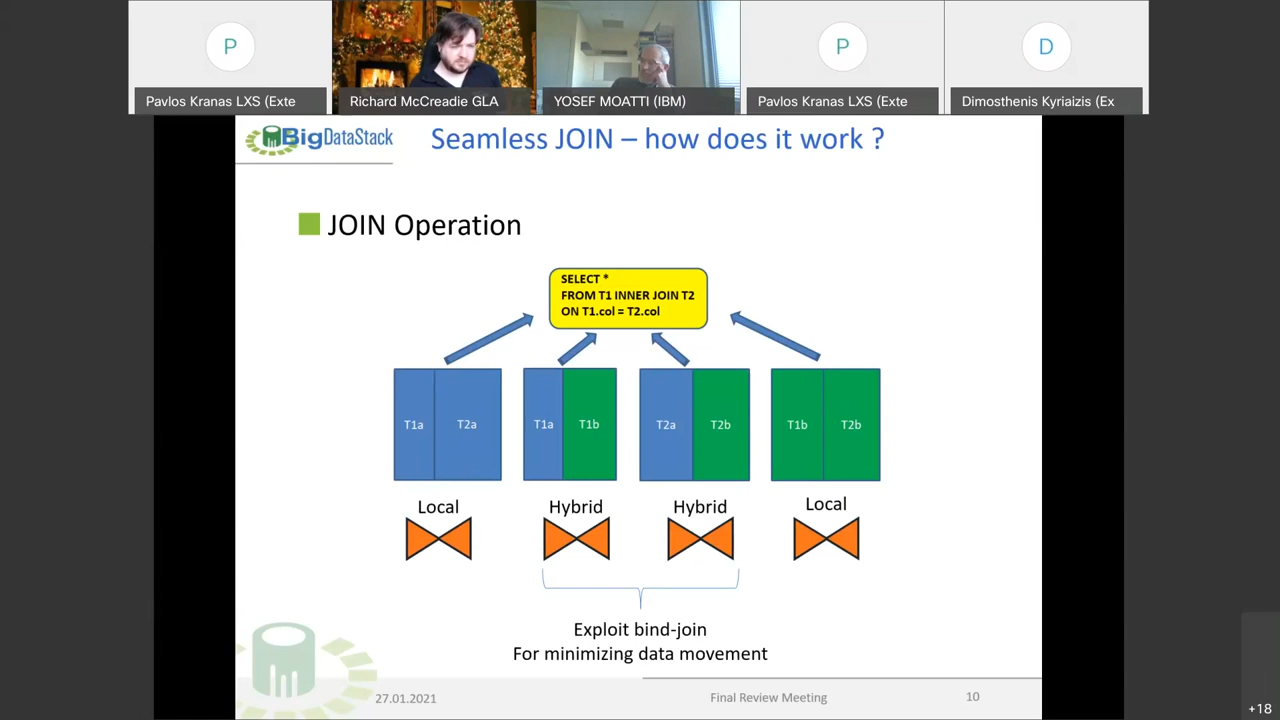 P
Pavlos Kranas LXS (Exte
Richard McCreadie GLA
YOSEF MOATTI (IBM)
P
Pavlos Kranas LXS (Exte
D
Dimosthenis Kyriaizis (Ex
BigDataStack
Seamless JOIN – how does it work ?
JOIN Operation
SELECT *
FROM T1 INNER JOIN T2
ON T1.col = T2.col
T1a T2a
T1a T1b
T2a T2b
T1b T2b
Local
Hybrid
Hybrid
Local
Exploit bind-join
For minimizing data movement
27.01.2021
Final Review Meeting
10
+18